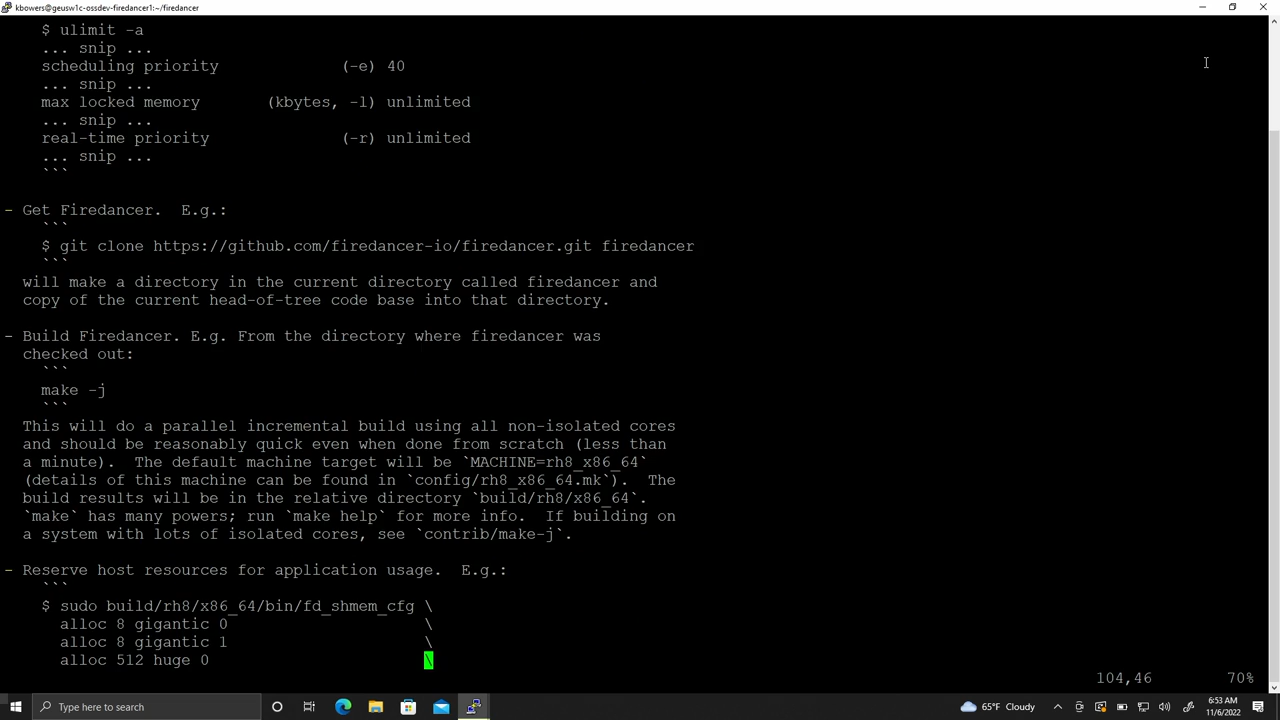 kbowers@geusw1c-ossdev-firedancer1:~/firedancer
$ ulimit -a
... snip ...
scheduling priority (-e) 40
... snip ...
max locked memory (kbytes, -l) unlimited
... snip ...
real-time priority (-r) unlimited
... snip ...
```
- Get Firedancer. E.g.:
```
$ git clone https://github.com/firedancer-io/firedancer.git firedancer
```
will make a directory in the current directory called firedancer and
copy of the current head-of-tree code base into that directory.
- Build Firedancer. E.g. From the directory where firedancer was
checked out:
```
make -j
```
This will do a parallel incremental build using all non-isolated cores
and should be reasonably quick even when done from scratch (less than
a minute). The default machine target will be `MACHINE=rh8_x86_64`
(details of this machine can be found in `config/rh8_x86_64.mk`). The
build results will be in the relative directory `build/rh8/x86_64`.
`make` has many powers; run `make help` for more info. If building on
a system with lots of isolated cores, see `contrib/make-j`.
- Reserve host resources for application usage. E.g.:
```
$ sudo build/rh8/x86_64/bin/fd_shmem_cfg \
alloc 8 gigantic 0 \
alloc 8 gigantic 1 \
alloc 512 huge 0 \
104,46 70%
Type here to search
65°F Cloudy
6:53 AM
11/6/2022